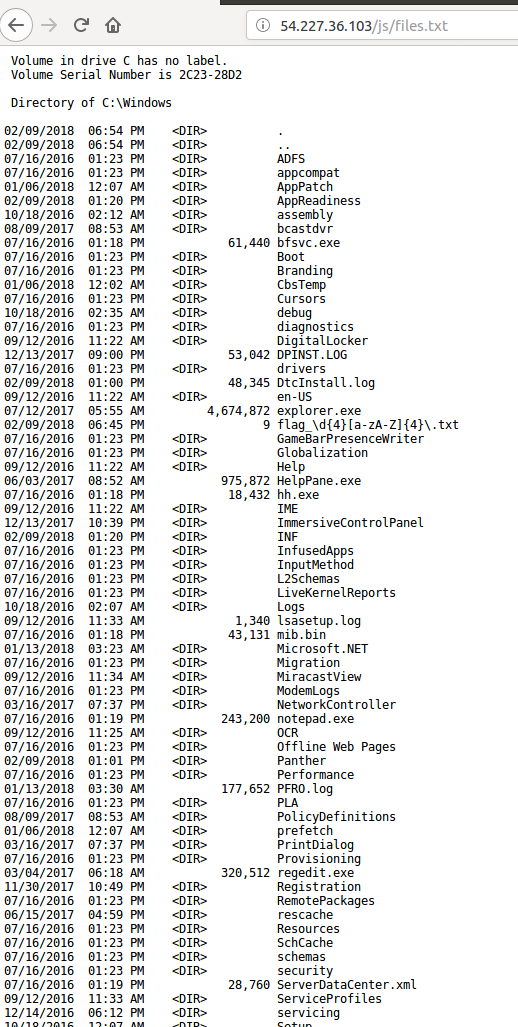 54.227.36.103/js/files.txt
Volume in drive C has no label.
Volume Serial Number is 2C23-28D2
Directory of C:\Windows
02/09/2018 06:54 PM <DIR> .
02/09/2018 06:54 PM <DIR> ..
07/16/2016 01:23 PM <DIR> ADFS
07/16/2016 01:23 PM <DIR> appcompat
01/06/2018 12:07 AM <DIR> AppPatch
02/09/2018 01:20 PM <DIR> AppReadiness
10/18/2016 02:12 AM <DIR> assembly
08/09/2017 08:53 AM <DIR> bcastdvr
07/16/2016 01:18 PM 61,440 bfsvc.exe
07/16/2016 01:23 PM <DIR> Boot
07/16/2016 01:23 PM <DIR> Branding
01/06/2018 12:02 AM <DIR> CbsTemp
07/16/2016 01:23 PM <DIR> Cursors
10/18/2016 02:35 AM <DIR> debug
07/16/2016 01:23 PM <DIR> diagnostics
09/12/2016 11:22 AM <DIR> DigitalLocker
12/13/2017 09:00 PM 53,042 DPINST.LOG
07/16/2016 01:23 PM <DIR> drivers
02/09/2018 01:00 PM 48,345 DtcInstall.log
09/12/2016 11:22 AM <DIR> en-US
07/12/2017 05:55 AM 4,674,872 explorer.exe
02/09/2018 06:45 PM 9 flag_\d{4}[a-zA-Z]{4}\.txt
07/16/2016 01:23 PM <DIR> GameBarPresenceWriter
07/16/2016 01:23 PM <DIR> Globalization
09/12/2016 11:22 AM <DIR> Help
06/03/2017 08:52 AM 975,872 HelpPane.exe
07/16/2016 01:18 PM 18,432 hh.exe
09/12/2016 11:22 AM <DIR> IME
12/13/2017 10:39 PM <DIR> ImmersiveControlPanel
02/09/2018 01:20 PM <DIR> INF
07/16/2016 01:23 PM <DIR> InfusedApps
07/16/2016 01:23 PM <DIR> InputMethod
07/16/2016 01:23 PM <DIR> L2Schemas
07/16/2016 01:23 PM <DIR> LiveKernelReports
10/18/2016 02:07 AM <DIR> Logs
09/12/2016 11:33 AM 1,340 lsasetup.log
07/16/2016 01:18 PM 43,131 mib.bin
01/13/2018 03:23 AM <DIR> Microsoft.NET
07/16/2016 01:23 PM <DIR> Migration
09/12/2016 11:34 AM <DIR> MiracastView
07/16/2016 01:23 PM <DIR> ModemLogs
03/16/2017 07:37 PM <DIR> NetworkController
07/16/2016 01:19 PM 243,200 notepad.exe
09/12/2016 11:25 AM <DIR> OCR
07/16/2016 01:23 PM <DIR> Offline Web Pages
02/09/2018 01:01 PM <DIR> Panther
07/16/2016 01:23 PM <DIR> Performance
01/13/2018 03:30 AM 177,652 PFRO.log
07/16/2016 01:23 PM <DIR> PLA
08/09/2017 08:53 AM <DIR> PolicyDefinitions
01/06/2018 12:07 AM <DIR> prefetch
03/16/2017 07:37 PM <DIR> PrintDialog
07/16/2016 01:23 PM <DIR> Provisioning
03/04/2017 06:18 AM 320,512 regedit.exe
11/30/2017 10:49 PM <DIR> Registration
07/16/2016 01:23 PM <DIR> RemotePackages
06/15/2017 04:59 PM <DIR> rescache
07/16/2016 01:23 PM <DIR> Resources
07/16/2016 01:23 PM <DIR> SchCache
07/16/2016 01:23 PM <DIR> schemas
07/16/2016 01:23 PM <DIR> security
07/16/2016 01:19 PM 28,760 ServerDataCenter.xml
09/12/2016 11:33 AM <DIR> ServiceProfiles
12/14/2016 06:12 PM <DIR> servicing
10/18/2016 12:07 AM <DIR> Setup